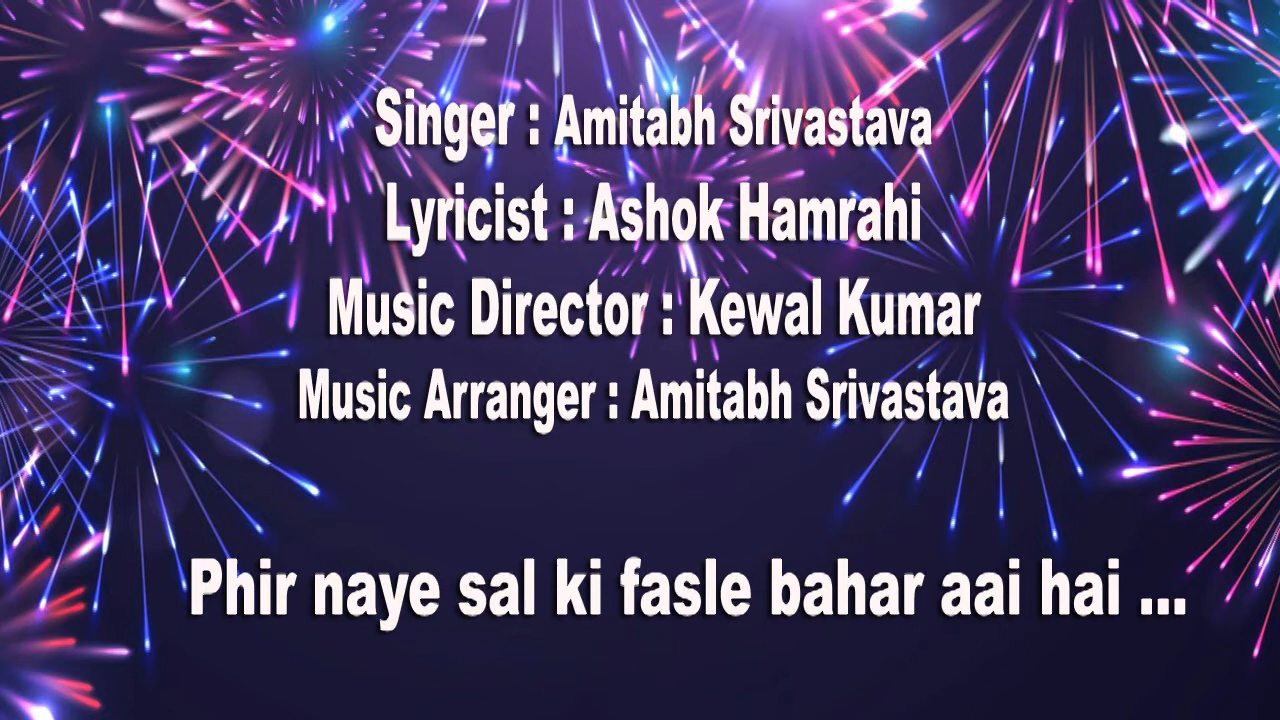 Singer : Amitabh Srivastava
Lyricist : Ashok Hamrahi
Music Director : Kewal Kumar
Music Arranger : Amitabh Srivastava
Phir naye sal ki fasle bahar aai hai ...